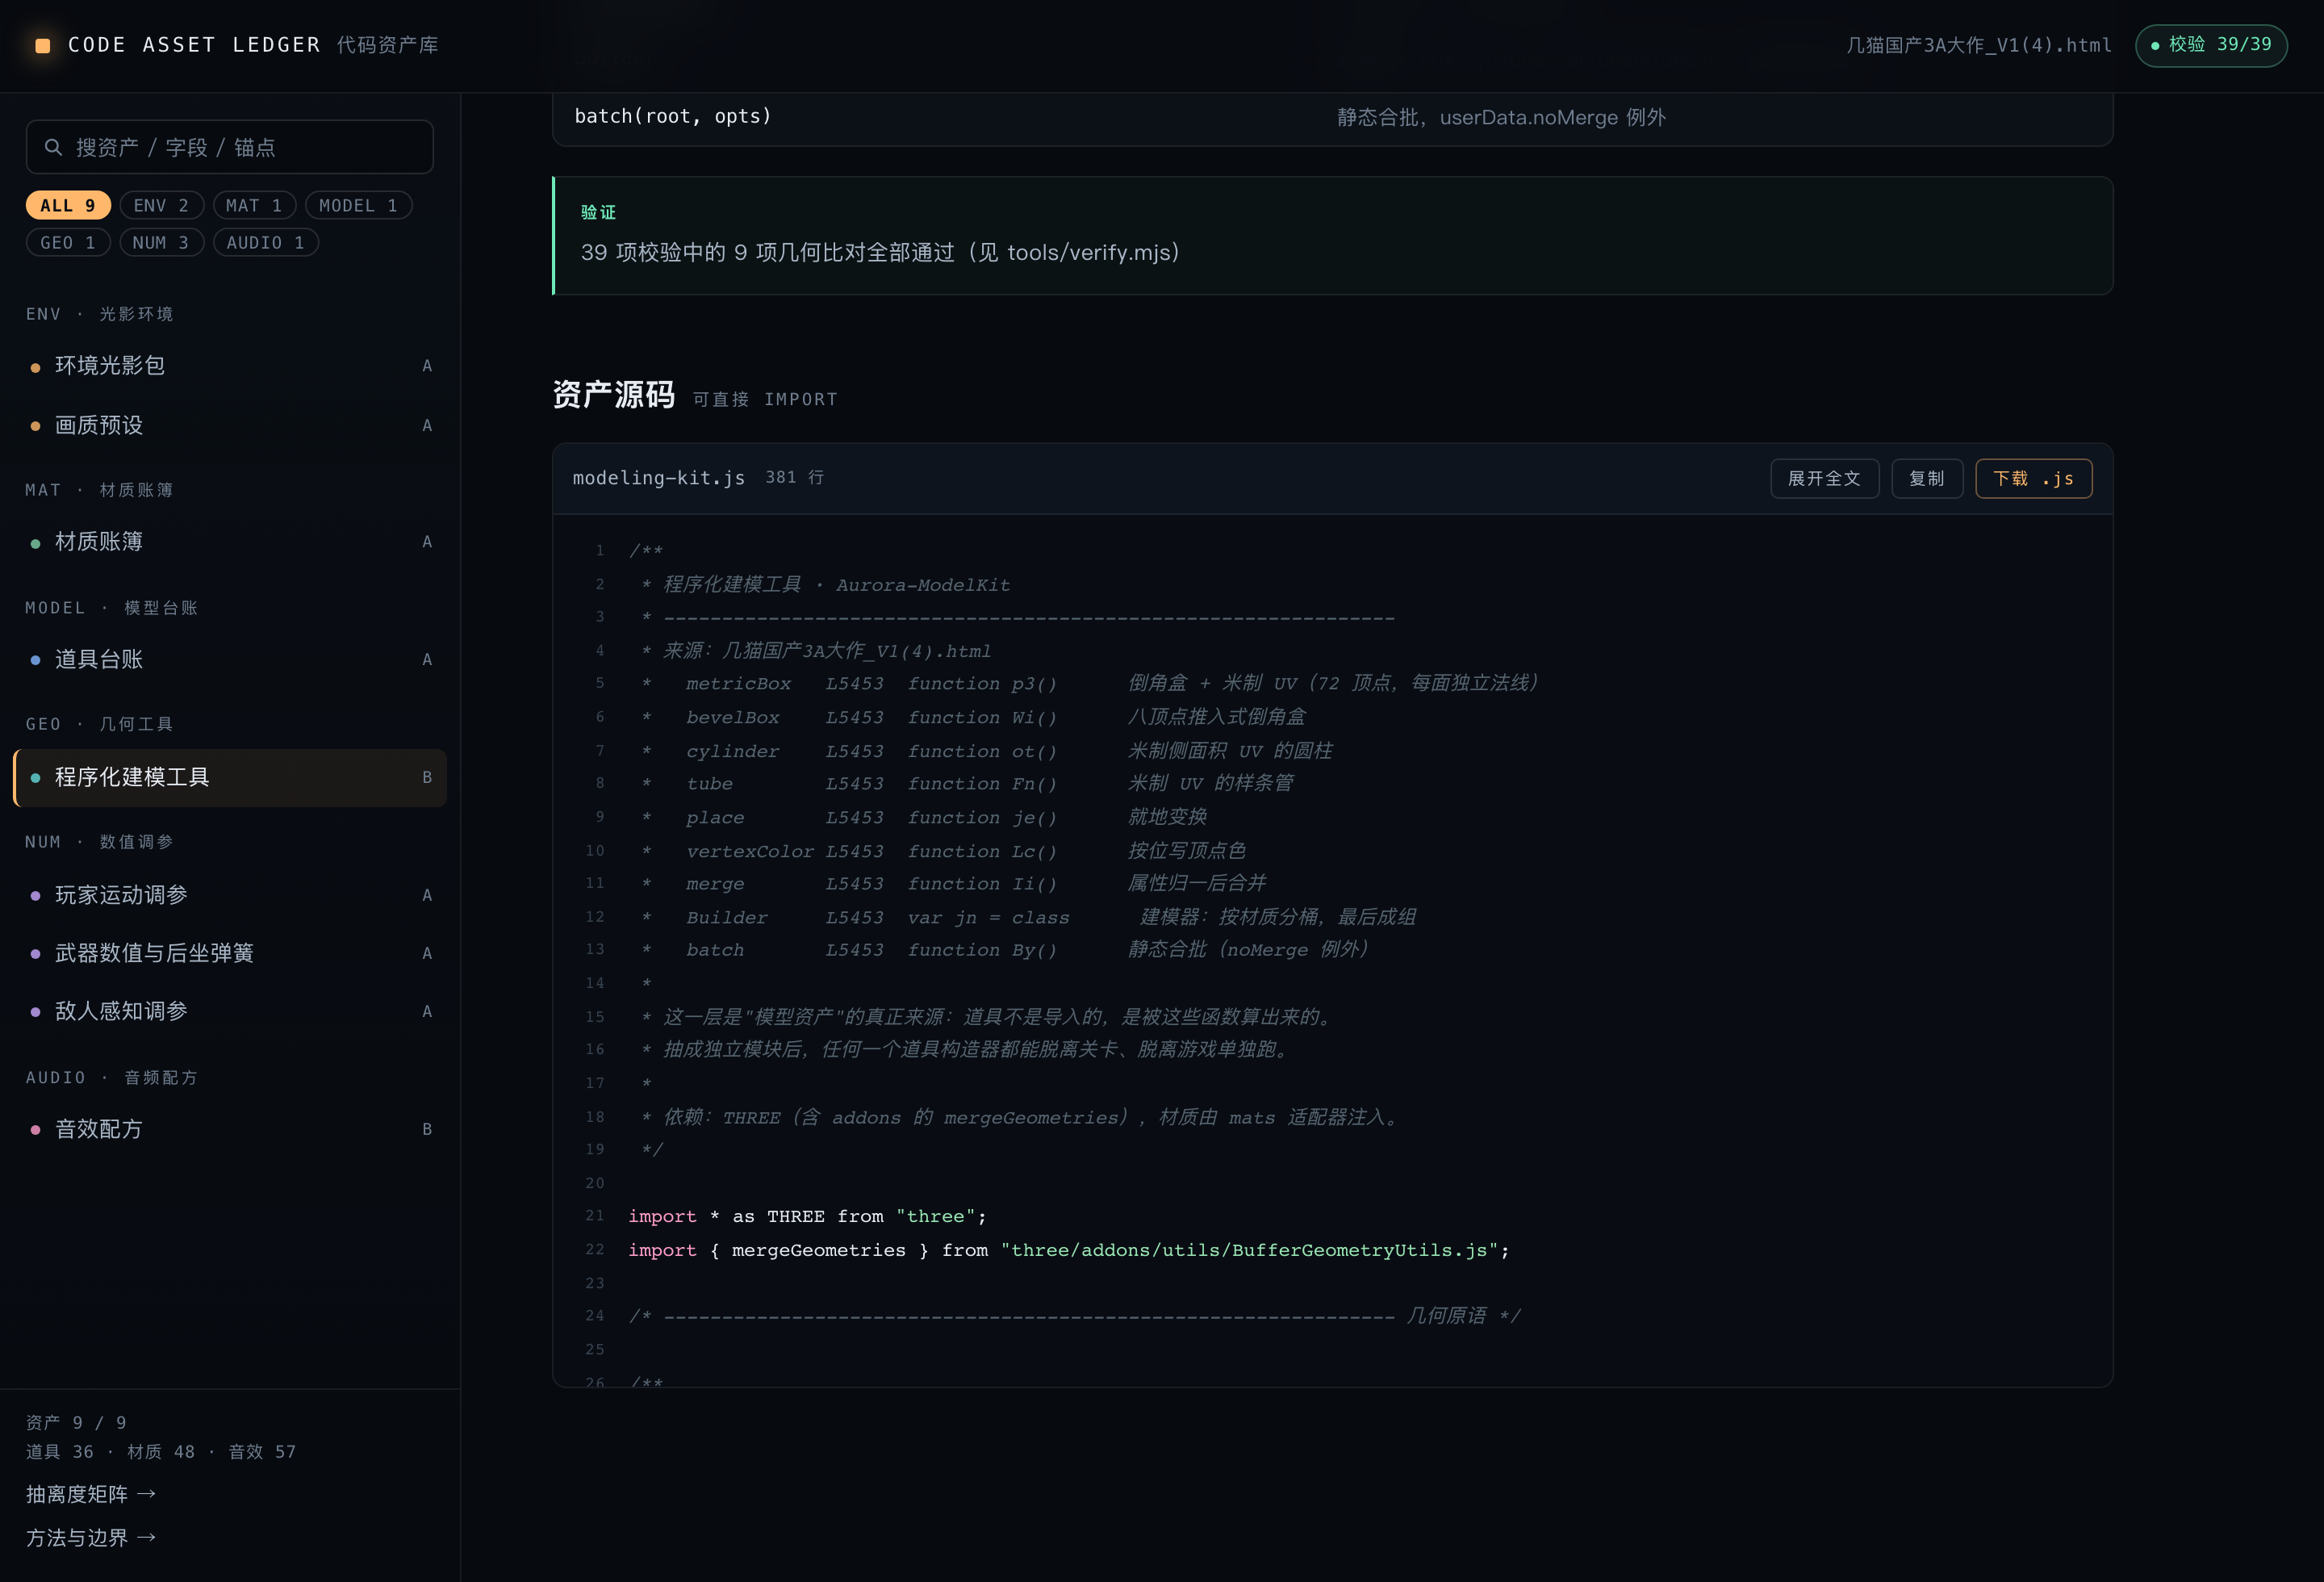 CODE ASSET LEDGER 代码资产库
几猫国产3A大作_V1(4).html
校验 39/39
搜资产 / 字段 / 锚点
ALL 9
ENV 2
MAT 1
MODEL 1
GEO 1
NUM 3
AUDIO 1
ENV · 光影环境
环境光影包 A
画质预设 A
MAT · 材质账簿
材质账簿 A
MODEL · 模型台账
道具台账 A
GEO · 几何工具
程序化建模工具 B
NUM · 数值调参
玩家运动调参 A
武器数值与后坐弹簧 A
敌人感知调参 A
AUDIO · 音频配方
音效配方 B
资产 9 / 9
道具 36 · 材质 48 · 音效 57
抽离度矩阵 →
方法与边界 →
batch(root, opts) 静态合批，userData.noMerge 例外
验证
39 项校验中的 9 项几何比对全部通过（见 tools/verify.mjs）
资产源码 可直接 IMPORT
modeling-kit.js 381 行
展开全文
复制
下载 .js
1 /**
2 * 程序化建模工具 · Aurora-ModelKit
3 * ---------------------------------------------------------------
4 * 来源：几猫国产3A大作_V1(4).html
5 * metricBox L5453 function p3() 倒角盒 + 米制 UV（72 顶点，每面独立法线）
6 * bevelBox L5453 function Wi() 八顶点推入式倒角盒
7 * cylinder L5453 function ot() 米制侧面积 UV 的圆柱
8 * tube L5453 function Fn() 米制 UV 的样条管
9 * place L5453 function je() 就地变换
10 * vertexColor L5453 function Lc() 按位写顶点色
11 * merge L5453 function Ii() 属性归一后合并
12 * Builder L5453 var jn = class 建模器：按材质分桶，最后成组
13 * batch L5453 function By() 静态合批（noMerge 例外）
14 *
15 * 这一层是"模型资产"的真正来源：道具不是导入的，是被这些函数算出来的。
16 * 抽成独立模块后，任何一个道具构造器都能脱离关卡、脱离游戏单独跑。
17 *
18 * 依赖：THREE（含 addons 的 mergeGeometries），材质由 mats 适配器注入。
19 */
20
21 import * as THREE from "three";
22 import { mergeGeometries } from "three/addons/utils/BufferGeometryUtils.js";
23
24 /* --------------------------------------------------------------- 几何原语 */
25
26 /**